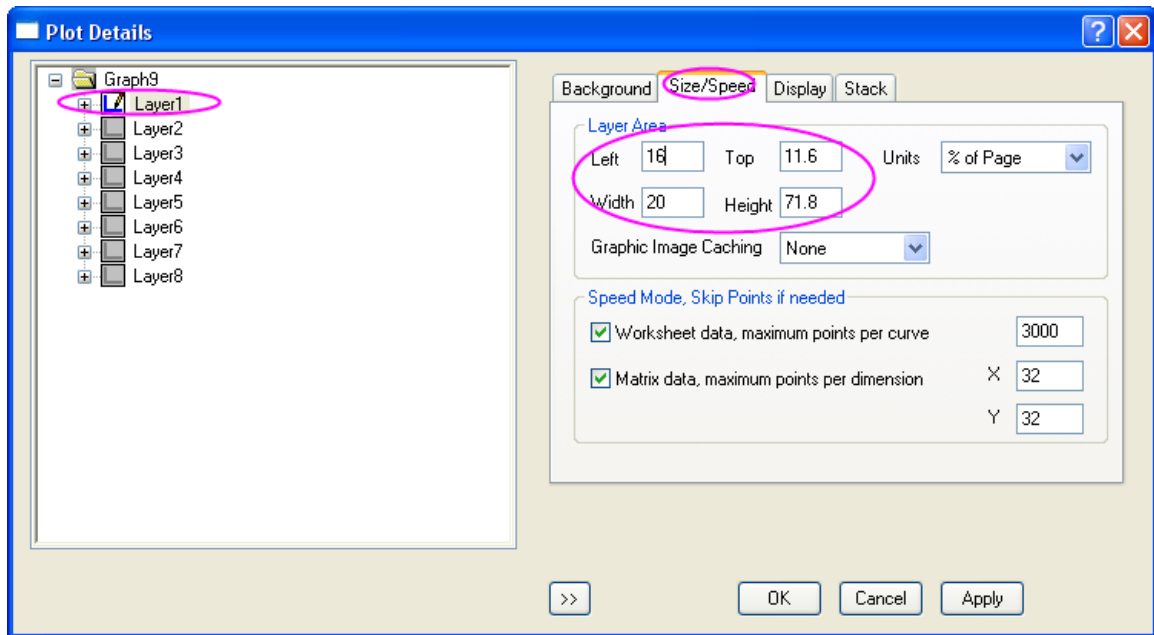 Plot Details
Graph9
Layer1
Layer2
Layer3
Layer4
Layer5
Layer6
Layer7
Layer8
Background Size/Speed Display Stack
Layer Area
Left 16 Top 11.6 Units % of Page
Width 20 Height 71.8
Graphic Image Caching None
Speed Mode, Skip Points if needed
Worksheet data, maximum points per curve 3000
Matrix data, maximum points per dimension X 32
Y 32
>> OK Cancel Apply